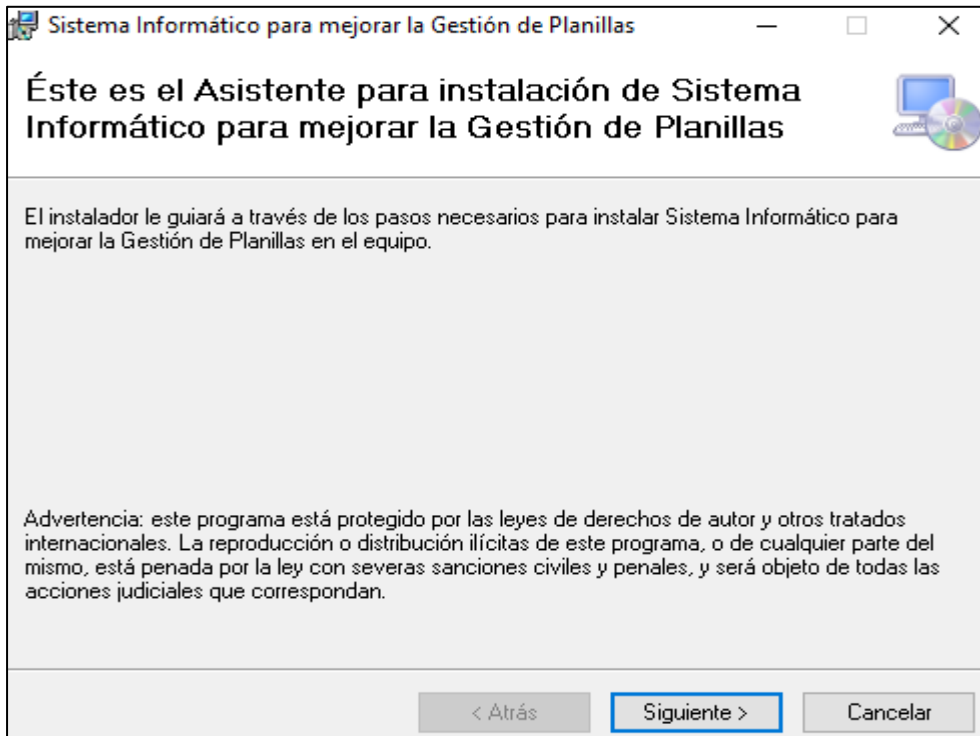 Sistema Informático para mejorar la Gestión de Planillas
Éste es el Asistente para instalación de Sistema
Informático para mejorar la Gestión de Planillas
El instalador le guiará a través de los pasos necesarios para instalar Sistema Informático para
mejorar la Gestión de Planillas en el equipo.
Advertencia: este programa está protegido por las leyes de derechos de autor y otros tratados
internacionales. La reproducción o distribución ilícitas de este programa, o de cualquier parte del
mismo, está penada por la ley con severas sanciones civiles y penales, y será objeto de todas las
acciones judiciales que correspondan.
< Atrás
Siguiente >
Cancelar